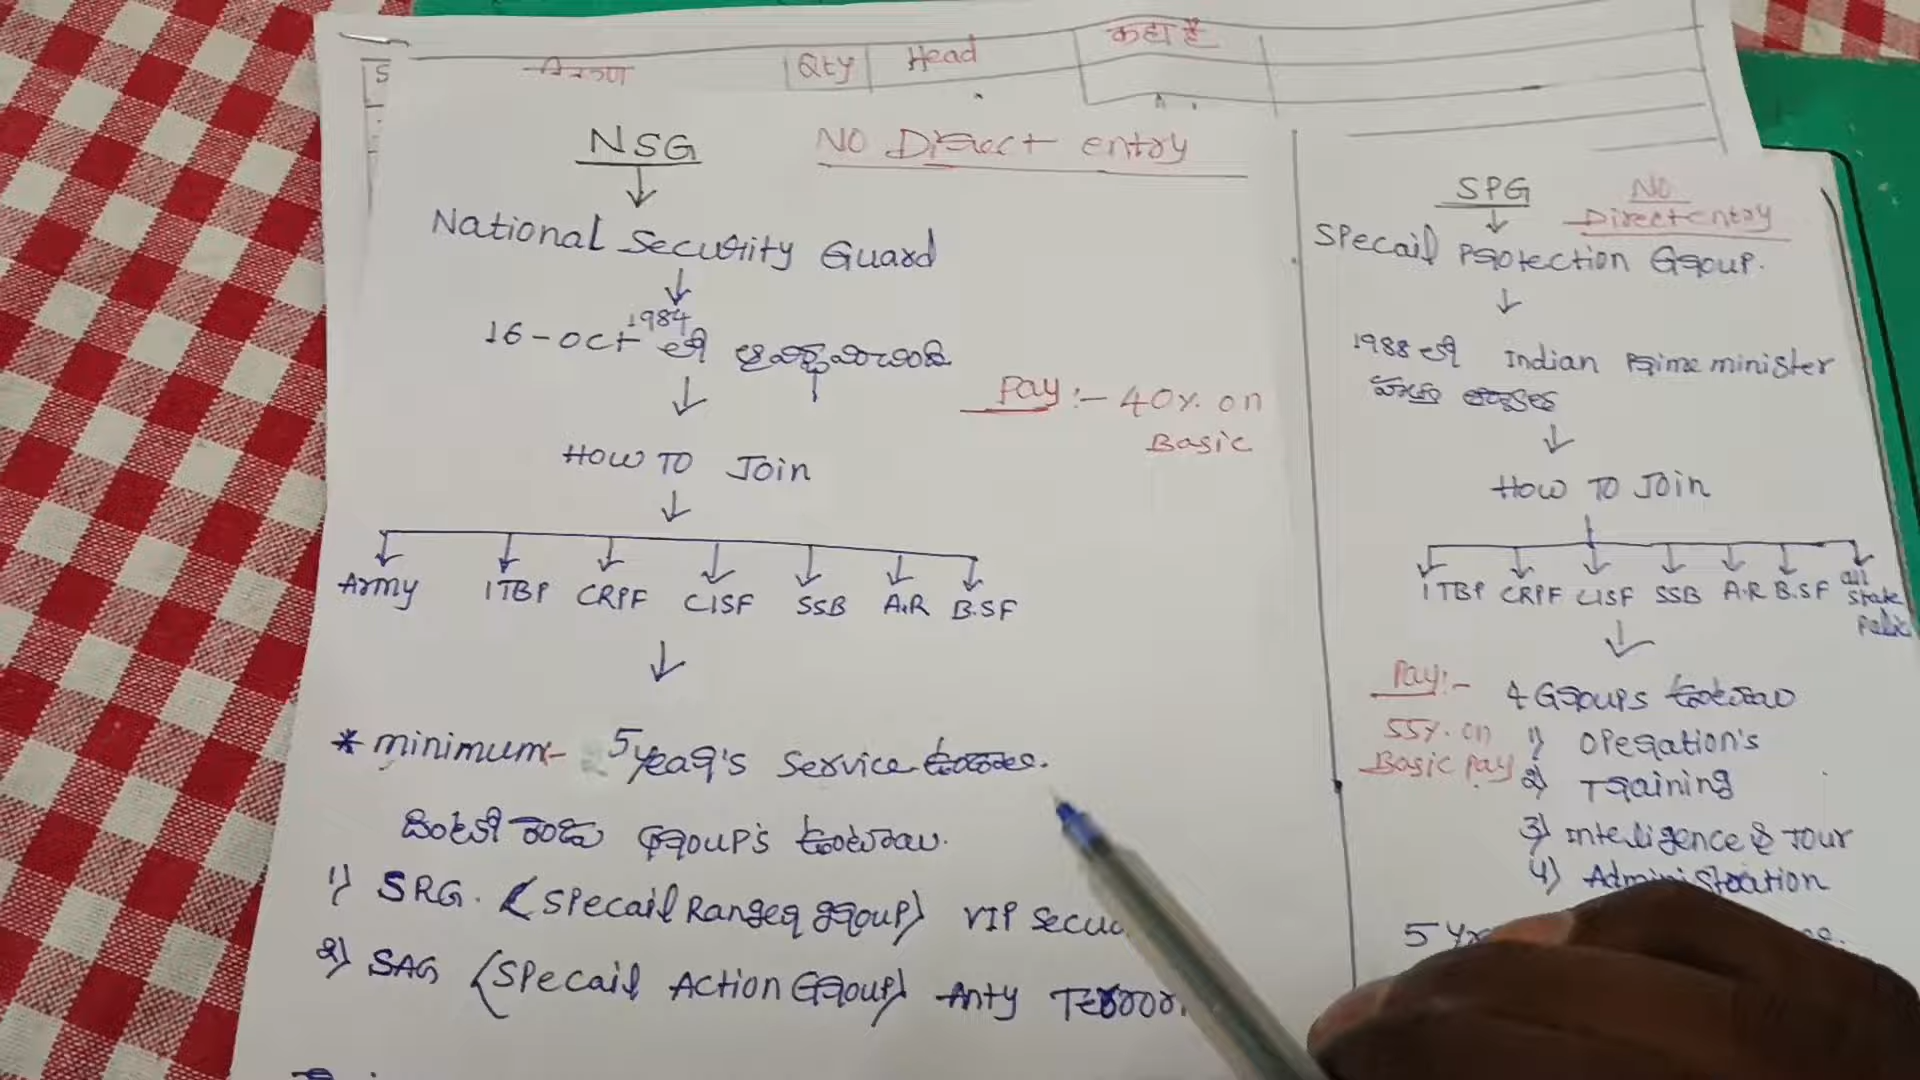 Qty Head कहा है
NSG NO Direct entry
National Security Guard
16-oct 1984 లో
Pay:- 40% on
Basic
HOW TO Join
Army ITBP CRPF CISF SSB A.R B.SF
* minimum- 5 year's Service ఉండాలి.
ఇందులో రెండు Group's ఉంటాయి.
1) SRG. (Specail Ranger group) VIP Secu
2) SAG (Specail Action Group) Anty Terror
SPG NO
Direct entry
Specail Protection Group.
1988 లో Indian Prime minister
HOW TO Join
ITBP CRPF CISF SSB A.R B.SF all
State
Police
Pay:- 4 Groups ఉంటాయి
55% on 1) Operation's
Basic Pay 2) Training
3) Intelligence & Tour
4) Administration
5